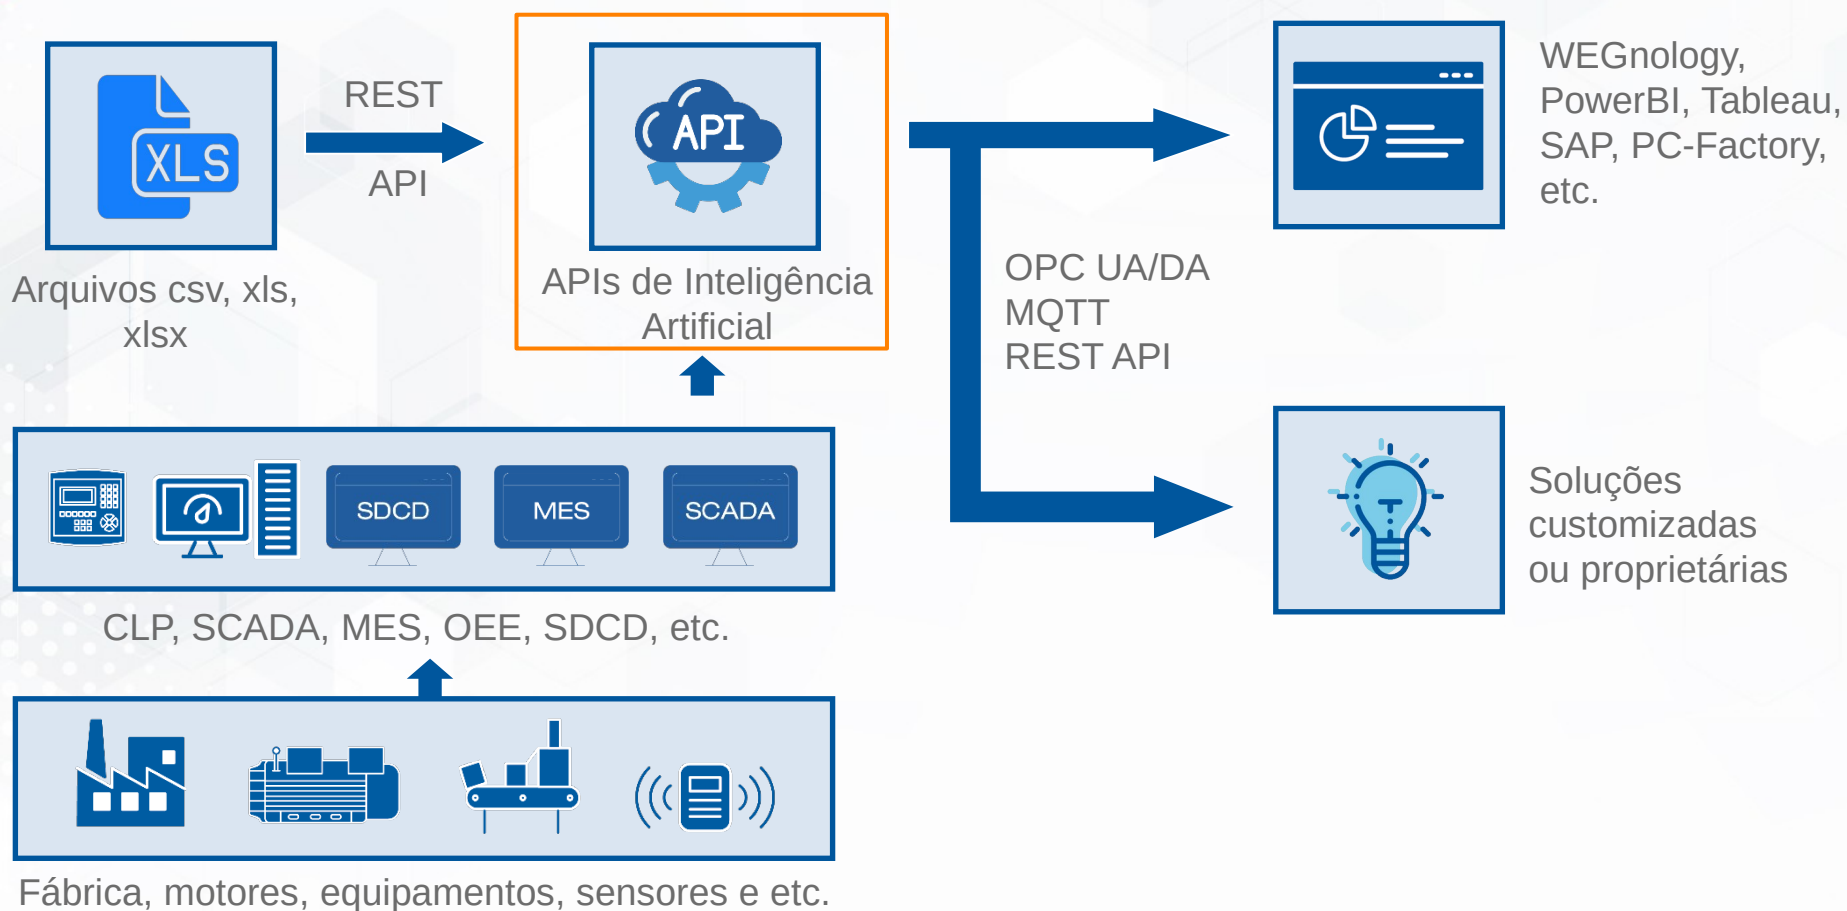 XLS
Arquivos csv, xls,
xlsx
REST
API
API
APIs de Inteligência
Artificial
OPC UA/DA
MQTT
REST API
WEGnology,
PowerBI, Tableau,
SAP, PC-Factory,
etc.
Soluções
customizadas
ou proprietárias
SDCD
MES
SCADA
CLP, SCADA, MES, OEE, SDCD, etc.
Fábrica, motores, equipamentos, sensores e etc.